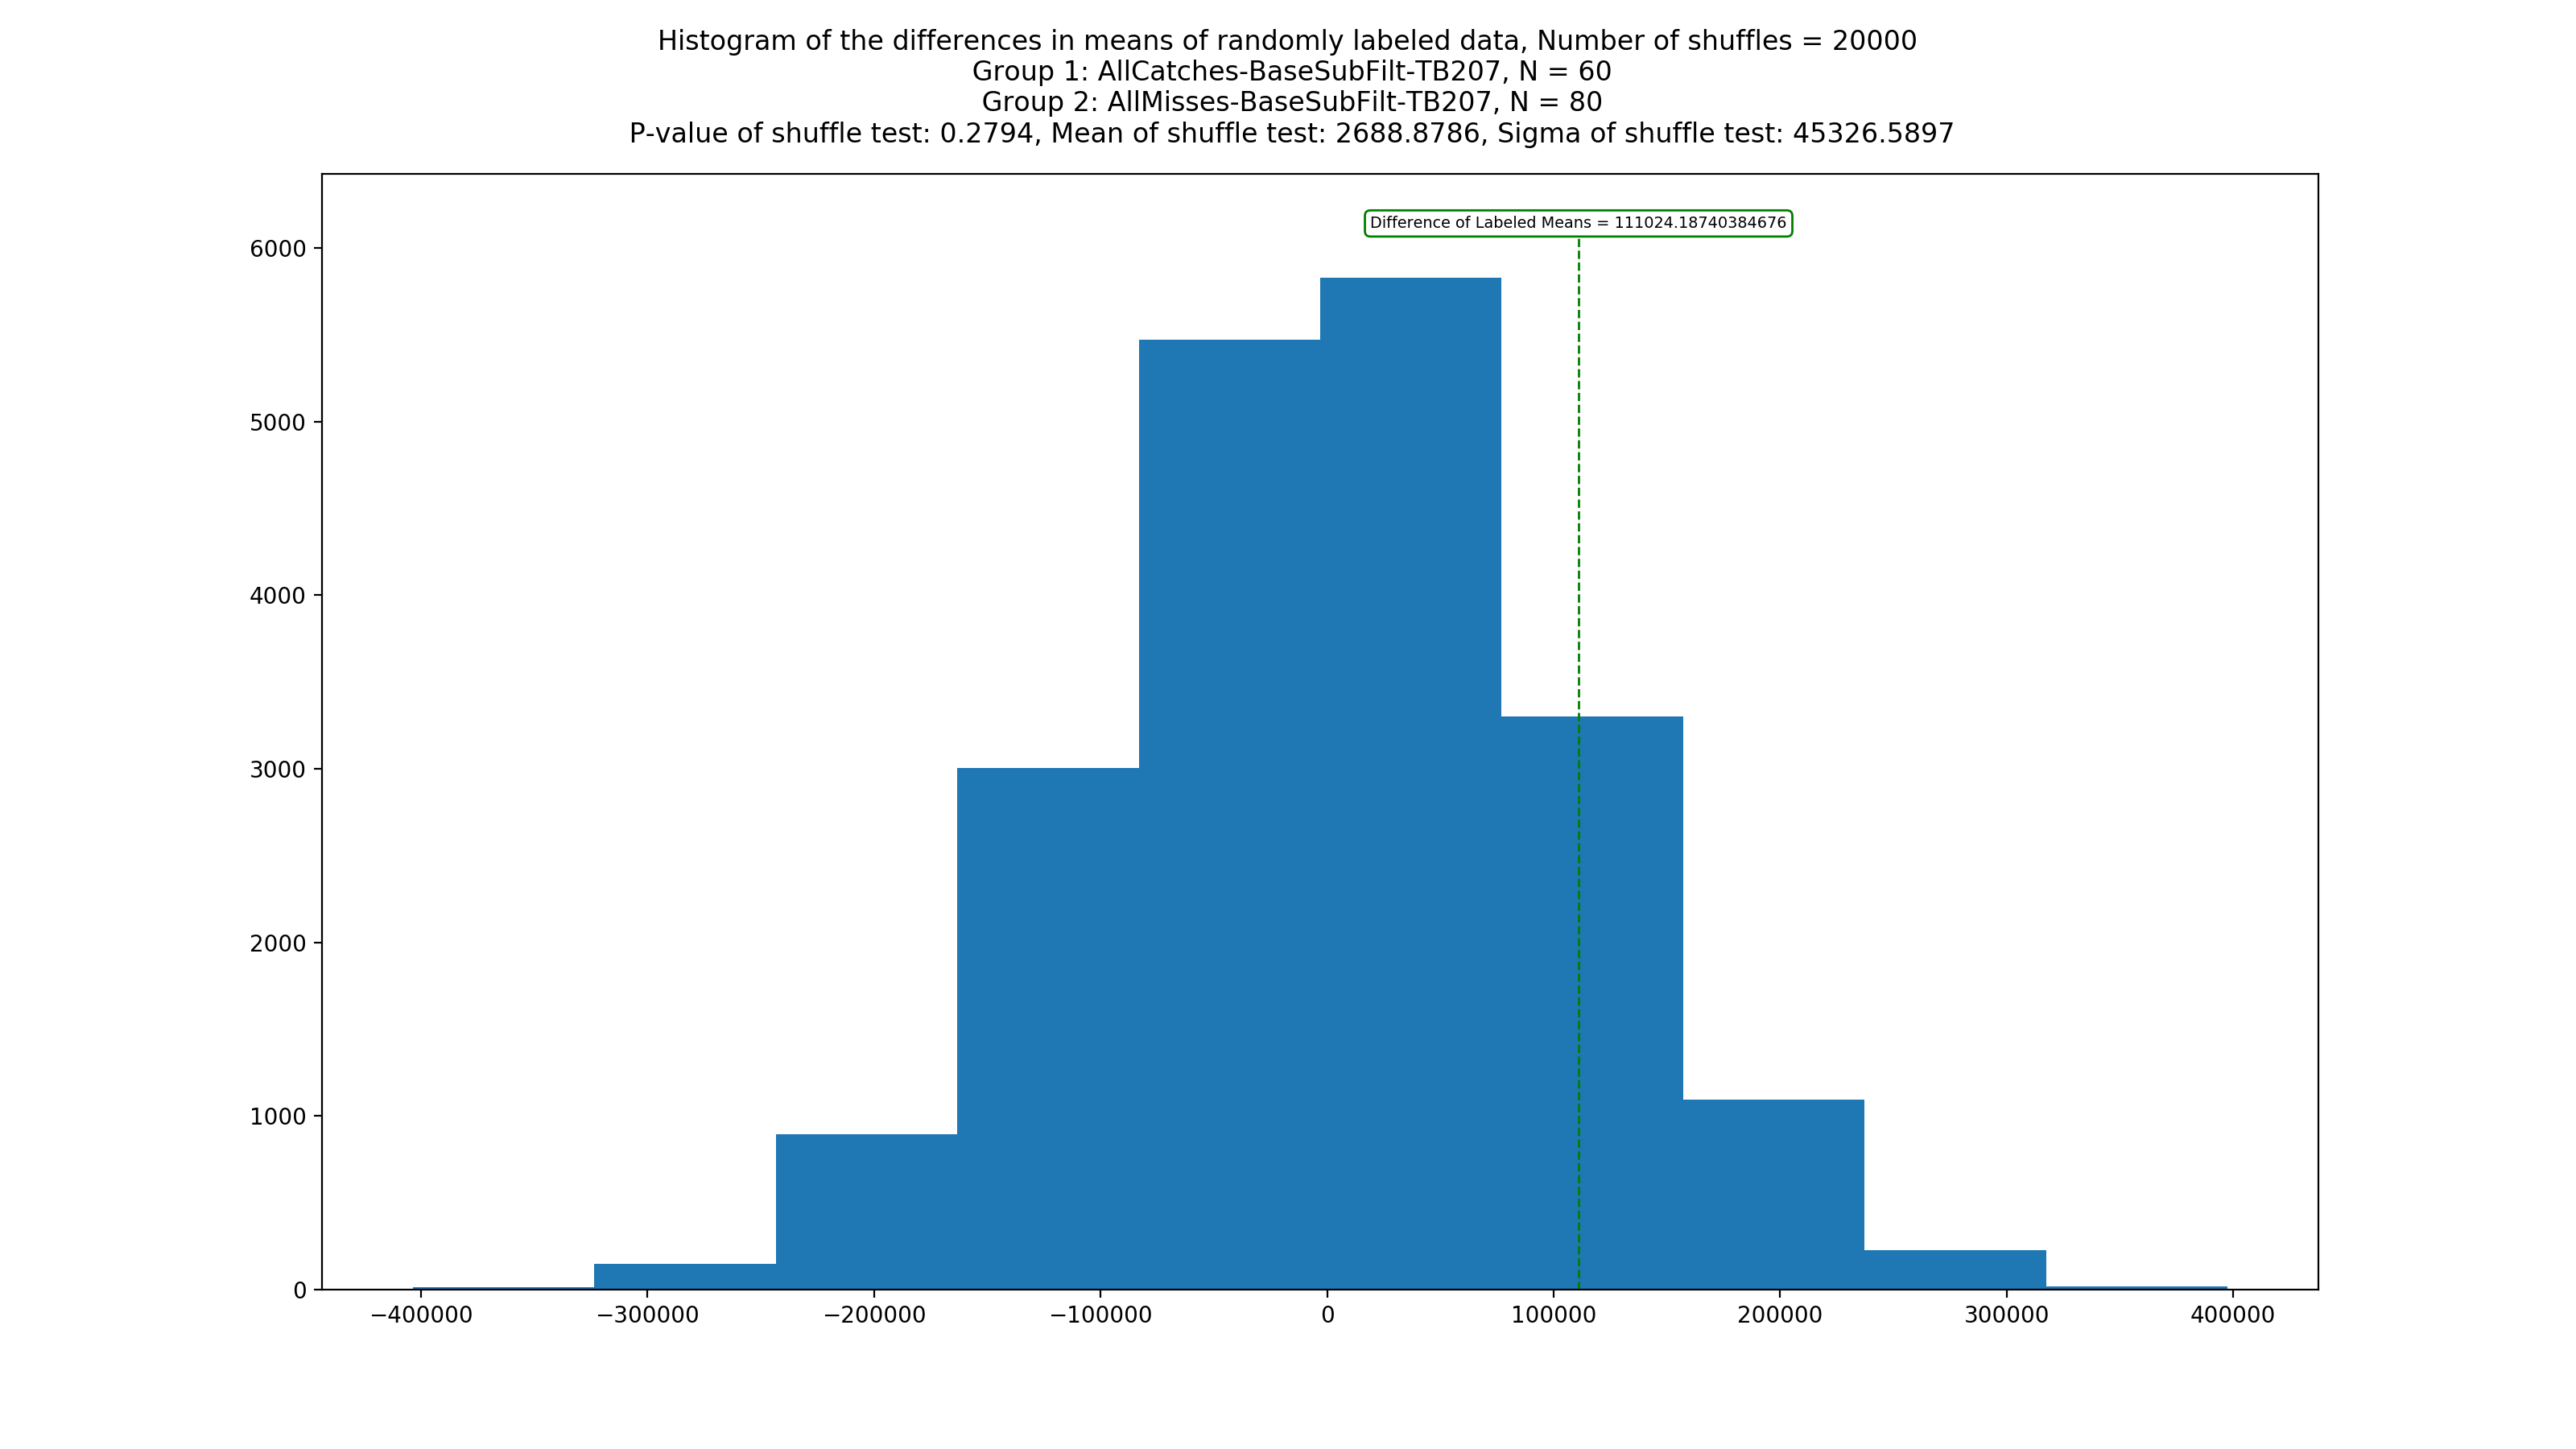 Histogram of the differences in means of randomly labeled data, Number of shuffles = 20000
Group 1: AllCatches-BaseSubFilt-TB207, N = 60
Group 2: AllMisses-BaseSubFilt-TB207, N = 80
P-value of shuffle test: 0.2794, Mean of shuffle test: 2688.8786, Sigma of shuffle test: 45326.5897
Difference of Labeled Means = 111024.18740384676
6000
5000
4000
3000
2000
1000
0
−400000 −300000 −200000 −100000 0 100000 200000 300000 400000